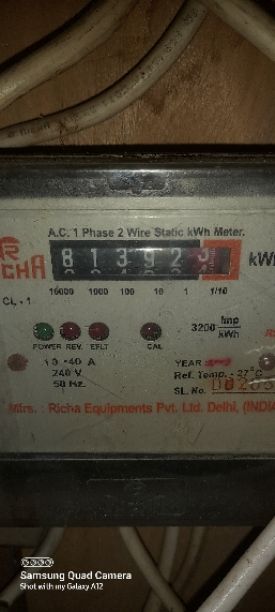 A.C. 1 Phase 2 Wire Static kWh Meter.
RICHA
8 1 3 9 2
kWh
10000 1000 100 10 1 1/10
CL.-1
3200 Imp/kWh
POWER REV. E/LT CAL
10-40 A
240 V.
50 Hz.
YEAR
Ref. Temp. - 27°C
SL. No.
Mfrs. : Richa Equipments Pvt. Ltd. Delhi, (INDIA
Samsung Quad Camera
Shot with my Galaxy A12